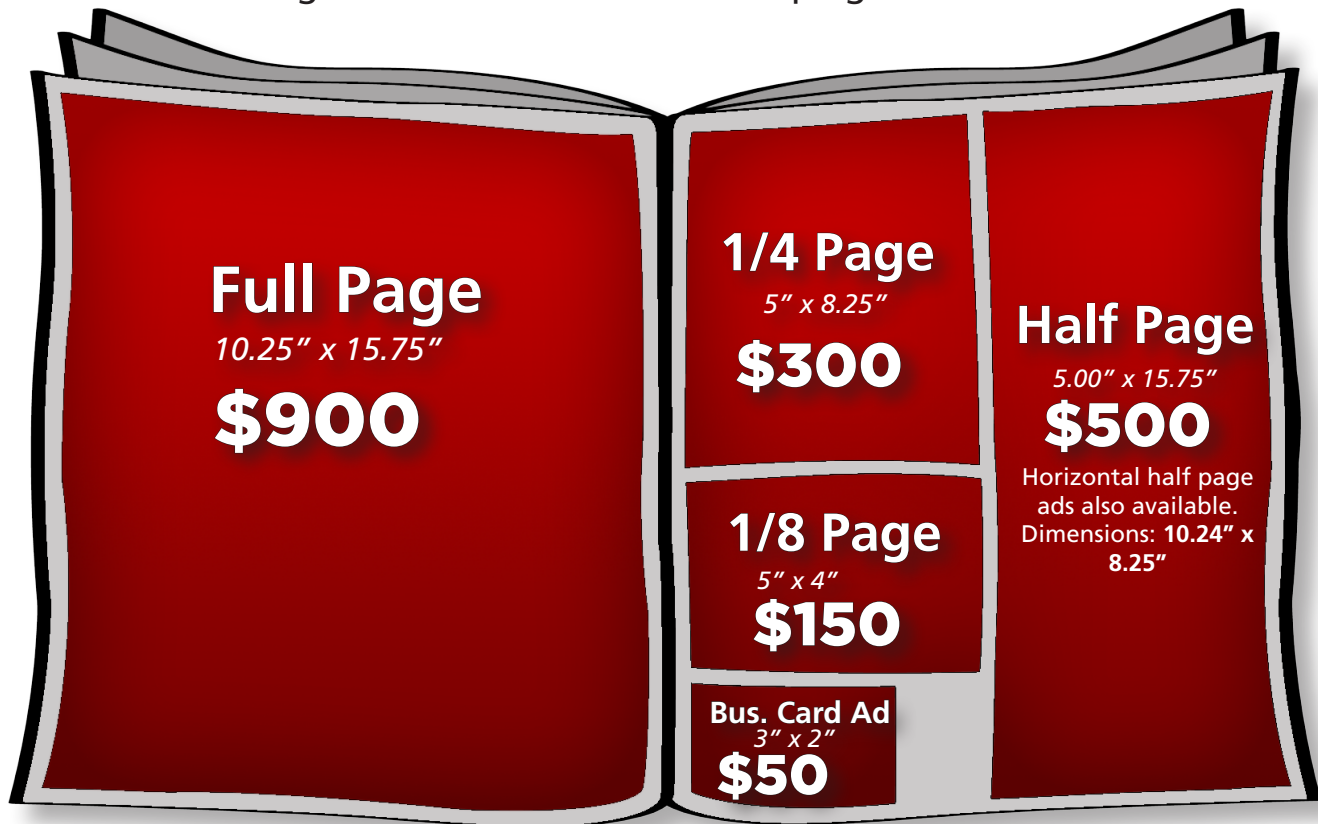 Full Page
10.25” x 15.75”
$900
1/4 Page
5” x 8.25”
$300
1/8 Page
5” x 4”
$150
Bus. Card Ad
3” x 2”
$50
Half Page
5.00” x 15.75”
$500
Horizontal half page
ads also available.
Dimensions: 10.24” x
8.25”